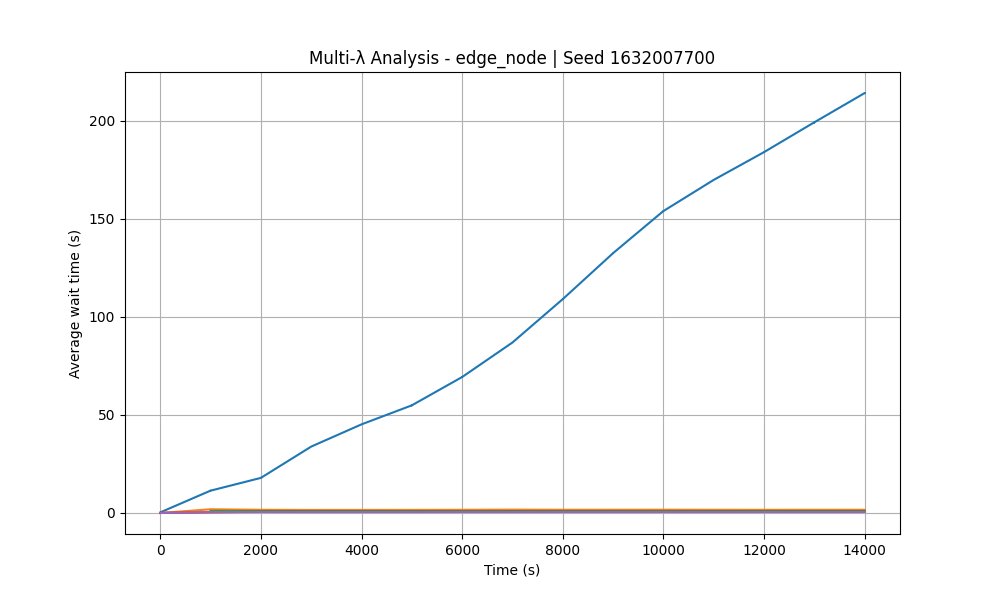 Multi-λ Analysis - edge_node | Seed 1632007700
200
150
100
50
0
Average wait time (s)
0 2000 4000 6000 8000 10000 12000 14000
Time (s)